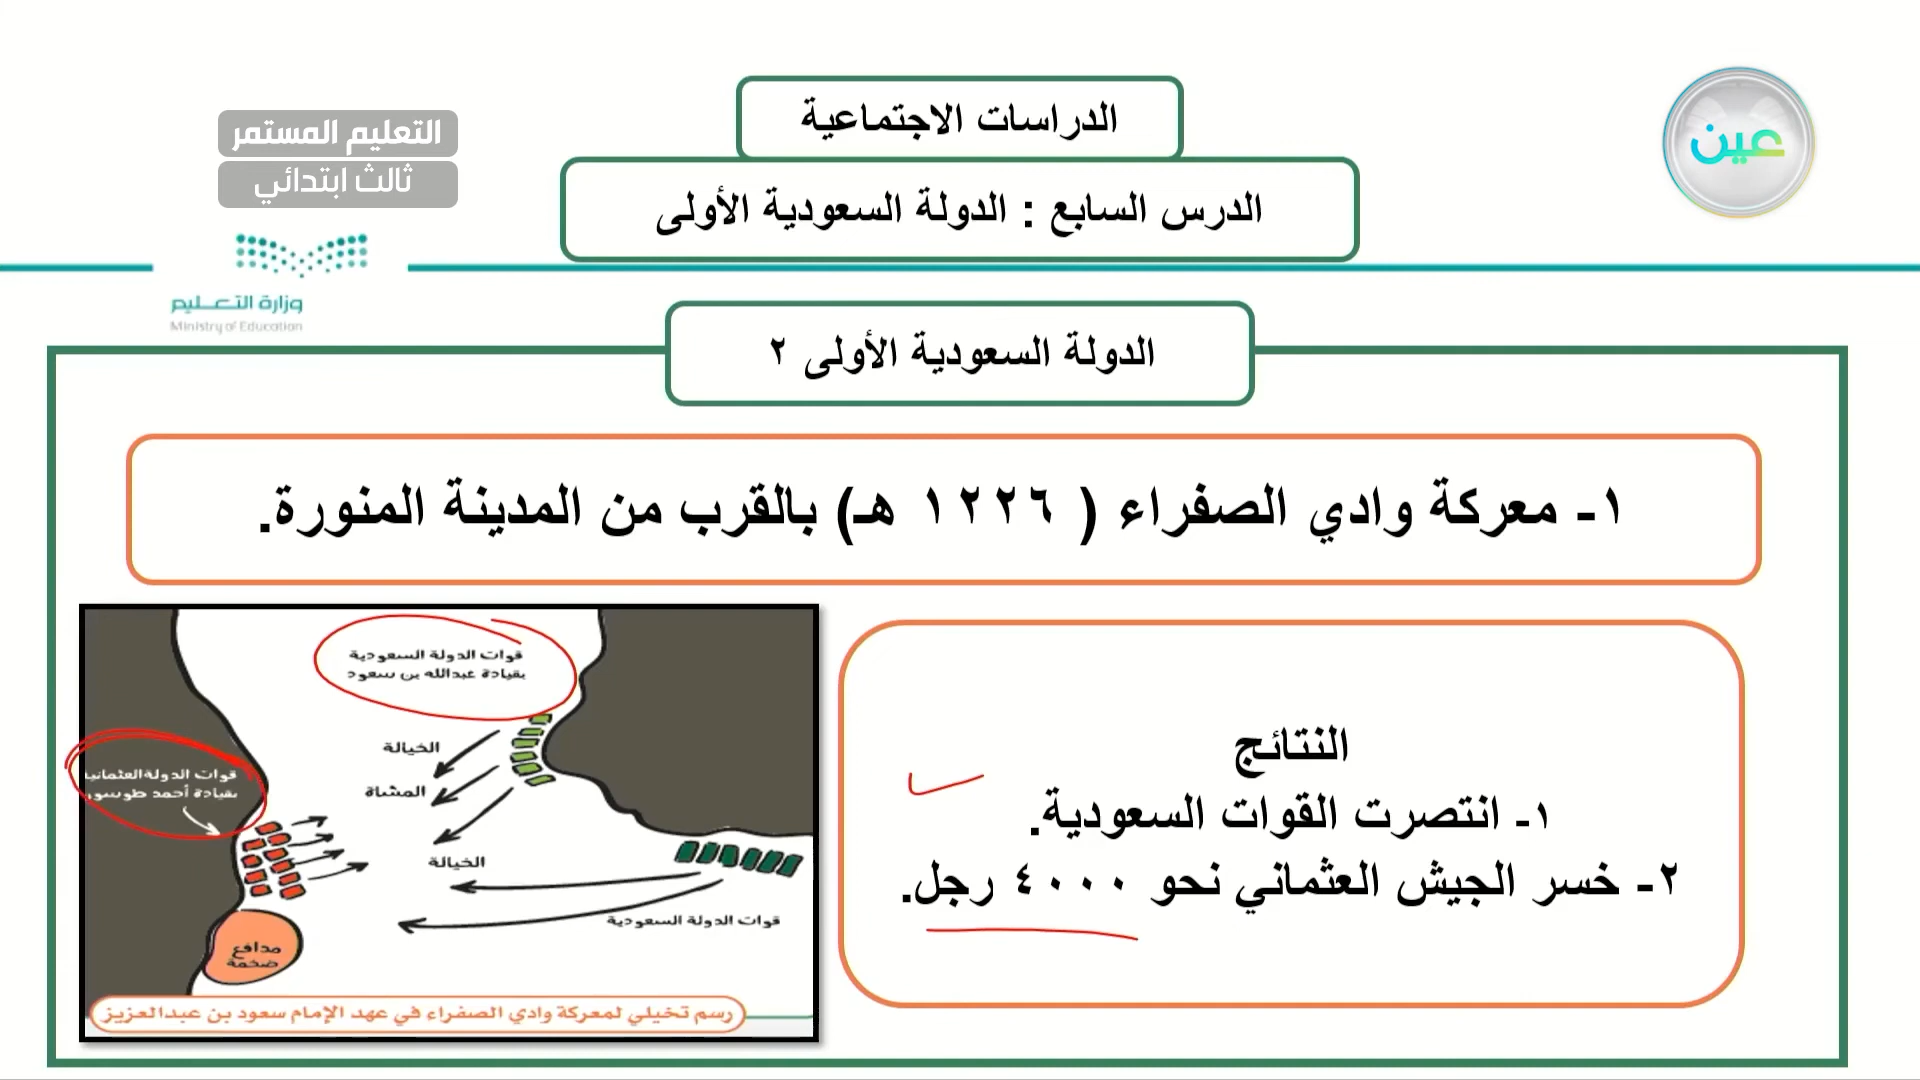 الدراسات الاجتماعية
عين
التعليم المستمر
ثالث ابتدائي
الدرس السابع : الدولة السعودية الأولى
وزارة التعليم
Ministry of Education
الدولة السعودية الأولى ٢
١- معركة وادي الصفراء ( ١٢٢٦ هـ) بالقرب من المدينة المنورة.
النتائج
١- انتصرت القوات السعودية.
٢- خسر الجيش العثماني نحو ٤٠٠٠ رجل.
قوات الدولة السعودية
بقيادة عبدالله بن سعود
الخيالة
المشاة
قوات الدولة العثمانية
بقيادة أحمد طوسون
الخيالة
قوات الدولة السعودية
مدافع
ضخمة
رسم تخيلي لمعركة وادي الصفراء في عهد الإمام سعود بن عبدالعزيز